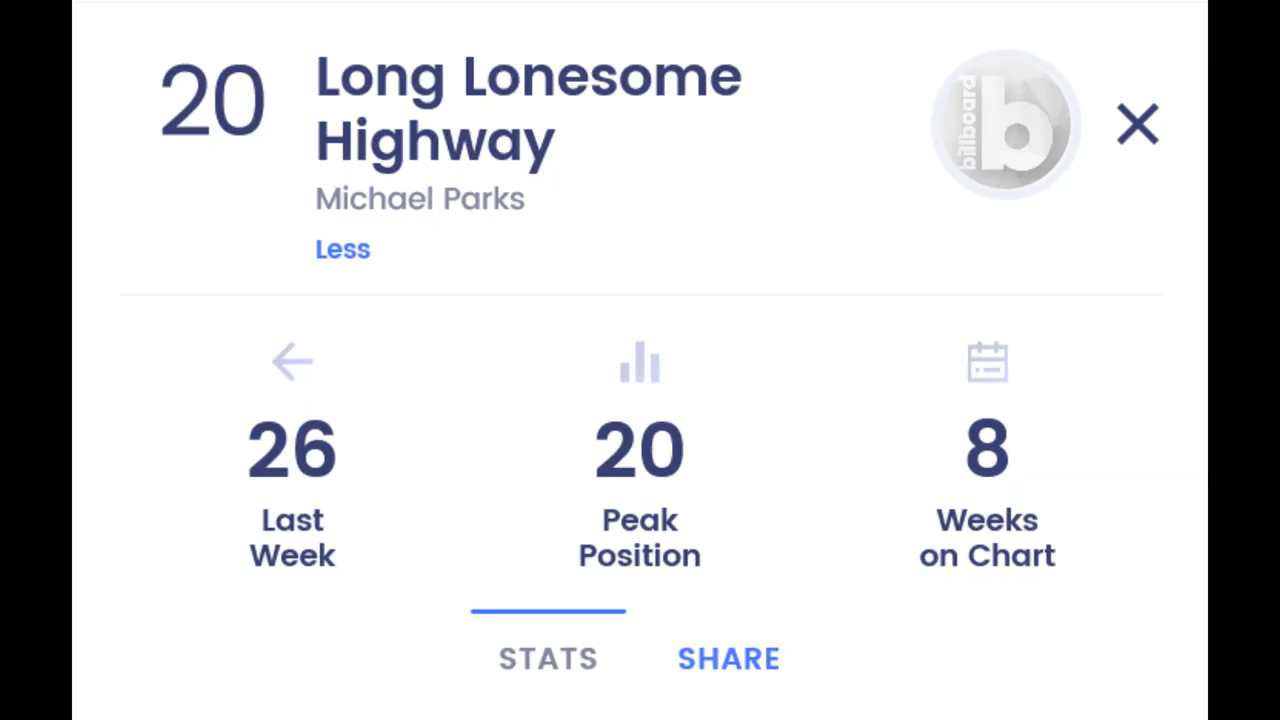 20
Long Lonesome
Highway
Michael Parks
Less
billboard
b
26
Last
Week
20
Peak
Position
8
Weeks
on Chart
STATS
SHARE